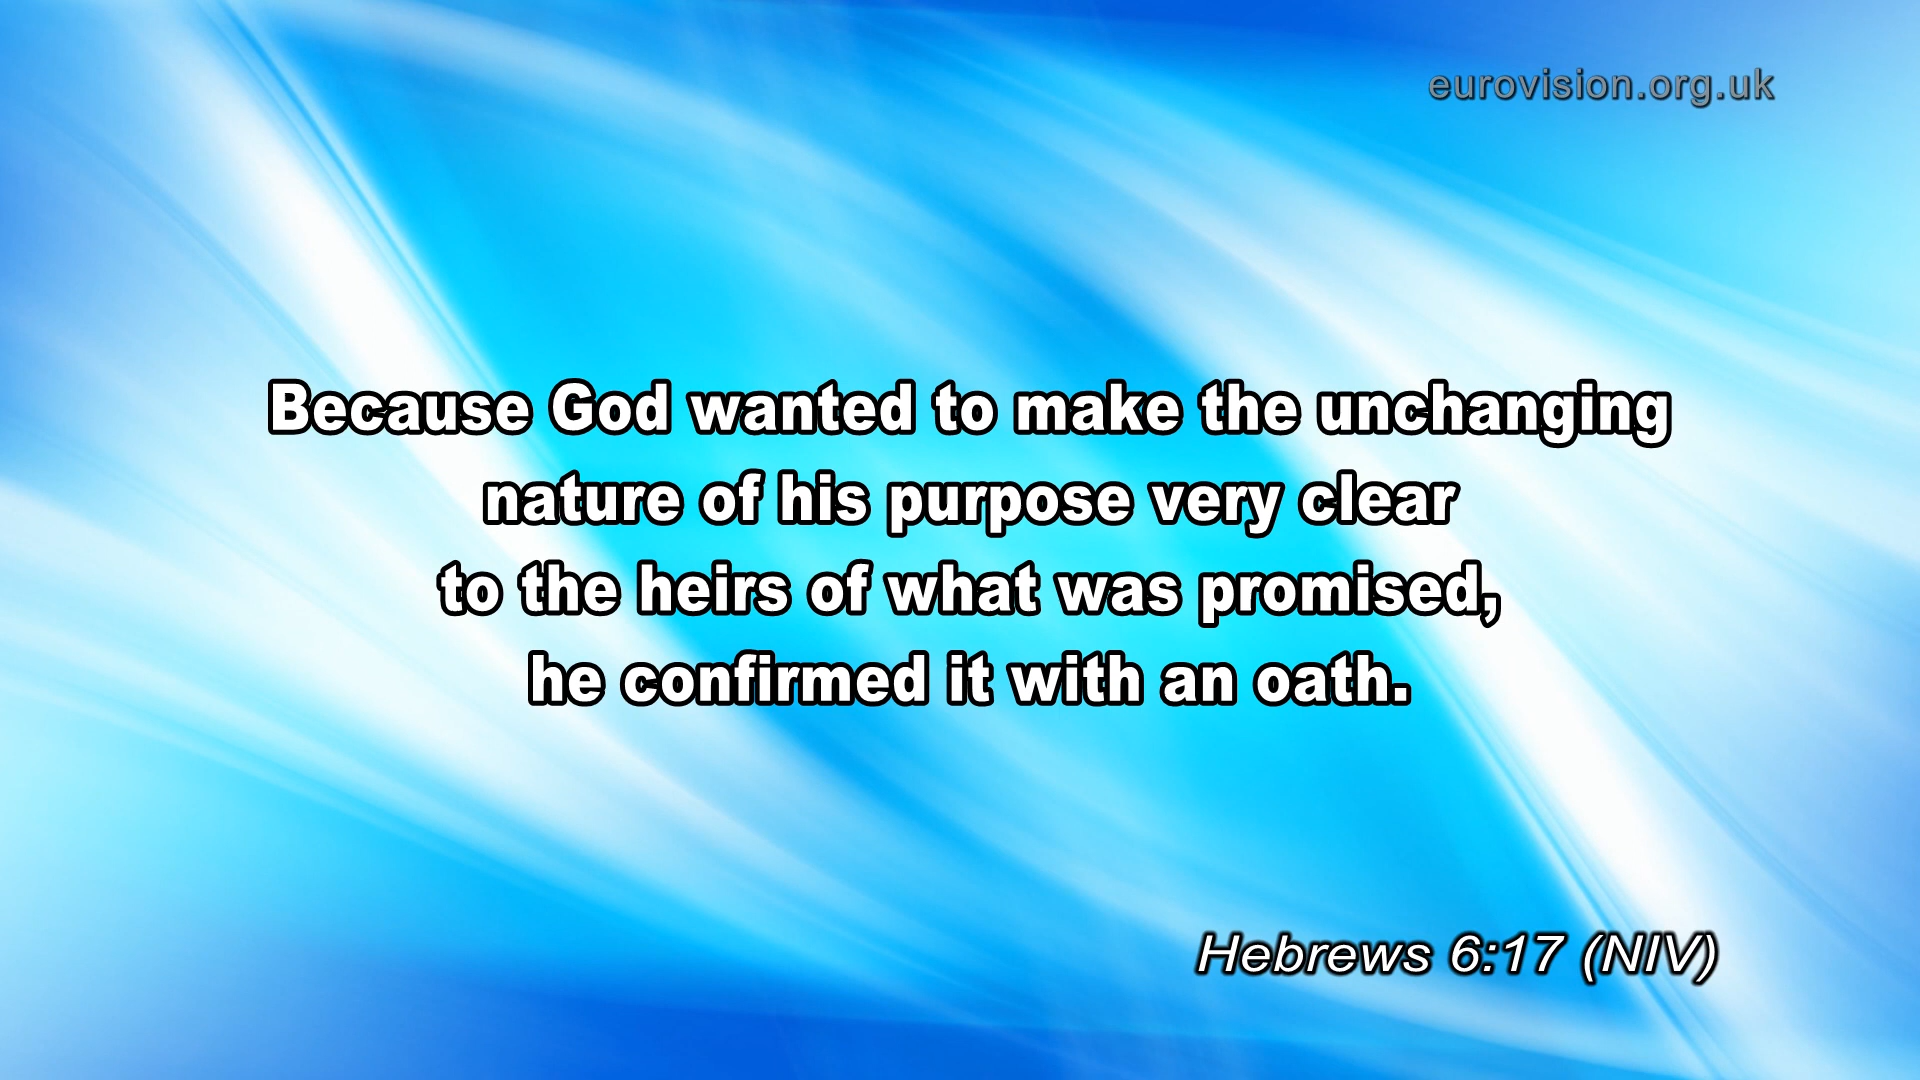 eurovision.org.uk
Because God wanted to make the unchanging
nature of his purpose very clear
to the heirs of what was promised,
he confirmed it with an oath.
Hebrews 6:17 (NIV)